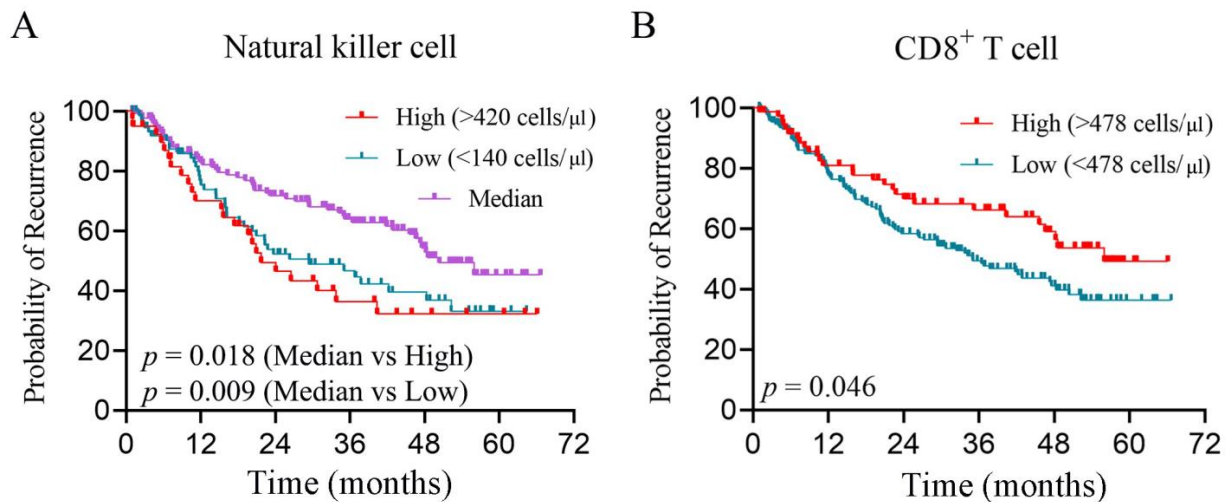 A
Natural killer cell
Probability of Recurrence
100
80
60
40
20
0
High (>420 cells/μl)
Low (<140 cells/μl)
Median
p = 0.018 (Median vs High)
p = 0.009 (Median vs Low)
0 12 24 36 48 60 72
Time (months)
B
CD8⁺ T cell
Probability of Recurrence
100
80
60
40
20
0
High (>478 cells/μl)
Low (<478 cells/μl)
p = 0.046
0 12 24 36 48 60 72
Time (months)